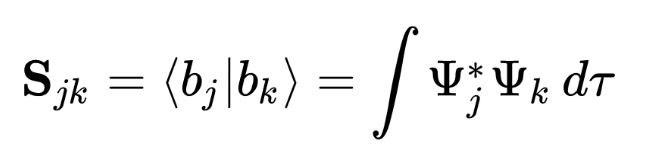 𝐒_{jk} = ⟨b_j|b_k⟩ = ∫ Ψ_j^* Ψ_k dτ